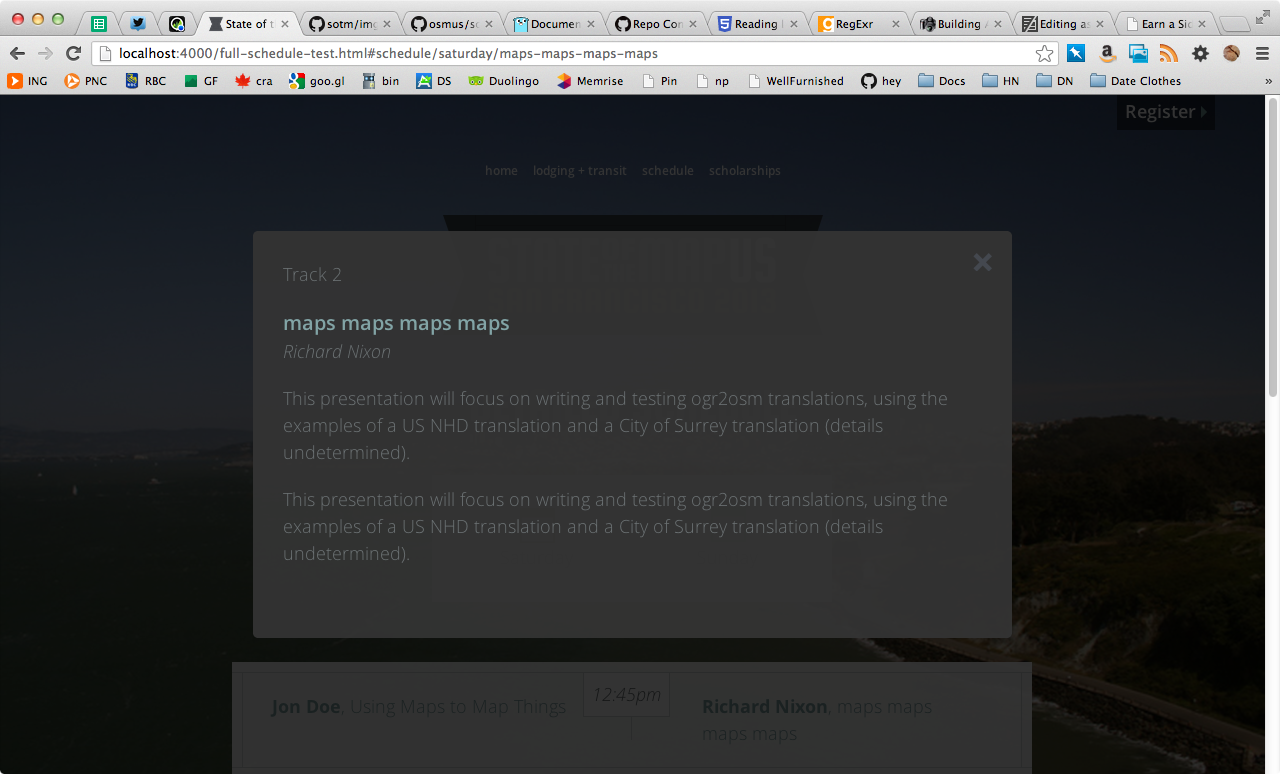 State of t
sotm/im
osmus/so
Documen
Repo Con
Reading
RegExr
Building A
Editing as
Earn a Sig
localhost:4000/full-schedule-test.html#schedule/saturday/maps-maps-maps-maps
ING PNC RBC GF cra goo.gl bin DS Duolingo Memrise Pin np WellFurnished hey Docs HN DN Date Clothes »
Register
home lodging + transit schedule scholarships
Track 2
maps maps maps maps
Richard Nixon
This presentation will focus on writing and testing ogr2osm translations, using the
examples of a US NHD translation and a City of Surrey translation (details
undetermined).
This presentation will focus on writing and testing ogr2osm translations, using the
examples of a US NHD translation and a City of Surrey translation (details
undetermined).
Jon Doe, Using Maps to Map Things
12:45pm
Richard Nixon, maps maps
maps maps